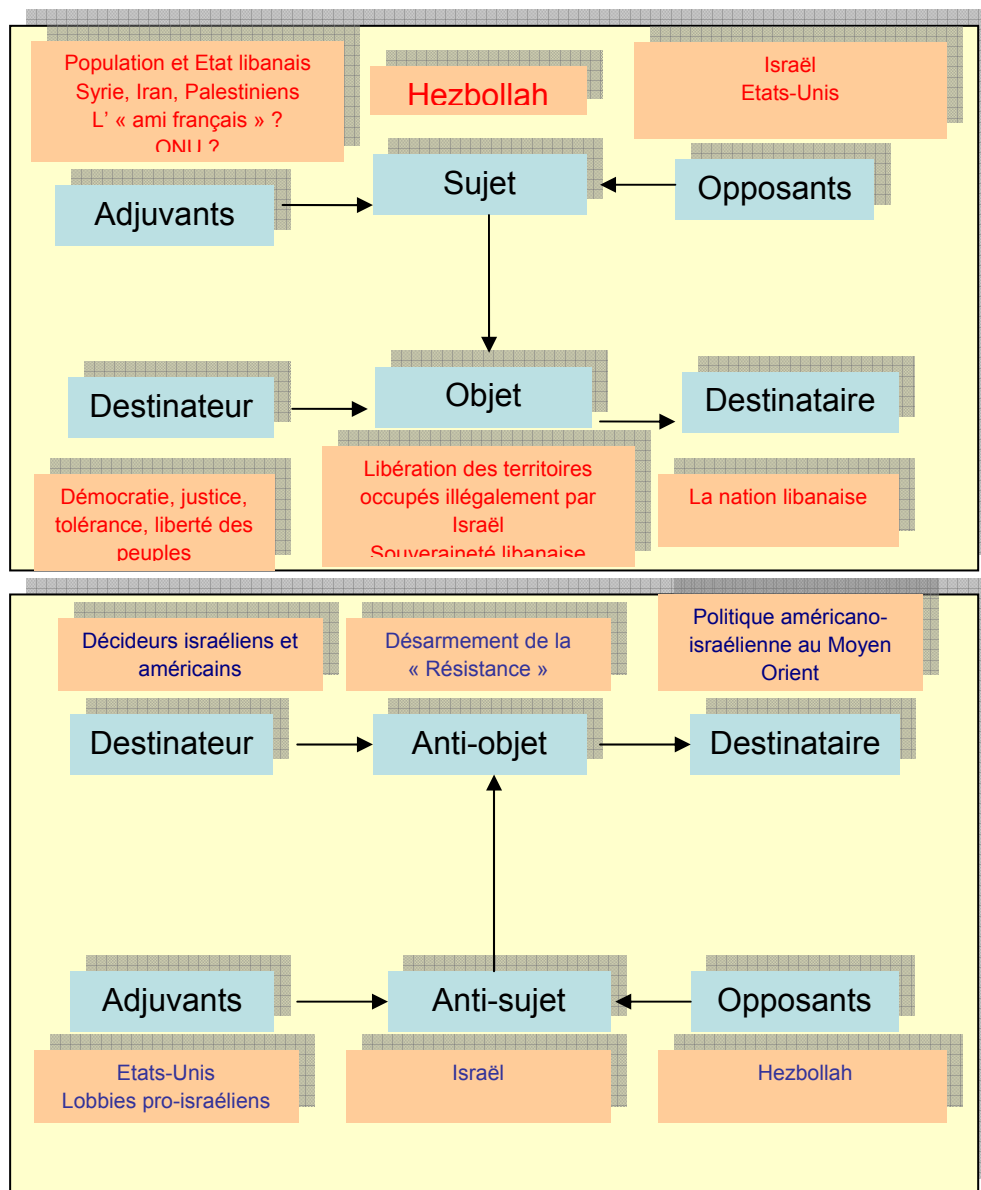 Population et Etat libanais
Syrie, Iran, Palestiniens
L' « ami français » ?
ONU ?
Hezbollah
Israël
Etats-Unis
Adjuvants
Sujet
Opposants
Destinateur
Objet
Destinataire
Démocratie, justice,
tolérance, liberté des
peuples
Libération des territoires
occupés illégalement par
Israël
Souveraineté libanaise
La nation libanaise
Décideurs israéliens et
américains
Désarmement de la
« Résistance »
Politique américano-
israélienne au Moyen
Orient
Destinateur
Anti-objet
Destinataire
Adjuvants
Anti-sujet
Opposants
Etats-Unis
Lobbies pro-israéliens
Israël
Hezbollah